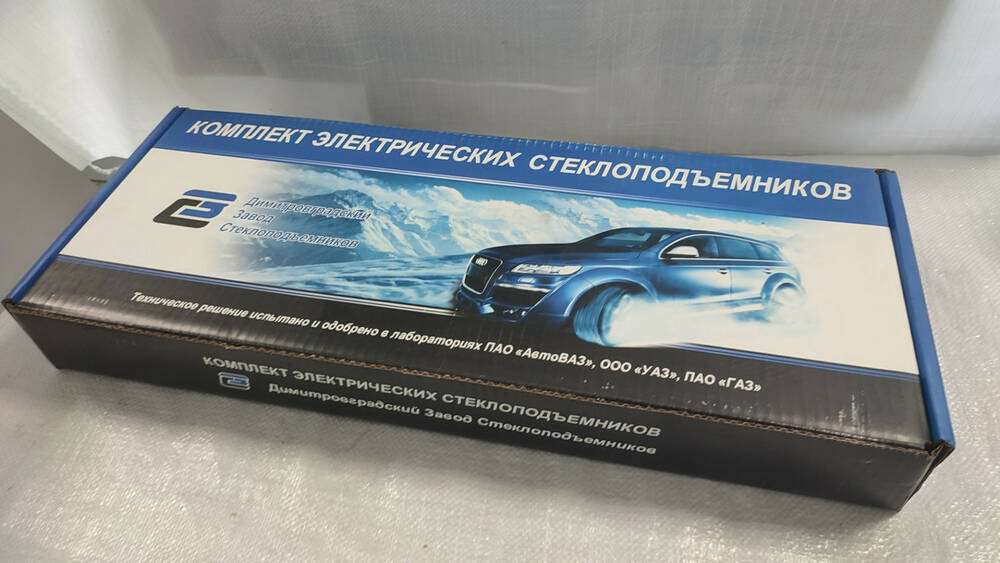 КОМПЛЕКТ ЭЛЕКТРИЧЕСКИХ СТЕКЛОПОДЪЕМНИКОВ
Димитровградский
Завод
Стеклоподъемников
Техническое решение испытано и одобрено в лабораториях ПАО «АвтоВАЗ», ООО «УАЗ», ПАО «ГАЗ»
КОМПЛЕКТ ЭЛЕКТРИЧЕСКИХ СТЕКЛОПОДЪЕМНИКОВ
Димитровградский Завод Стеклоподъемников